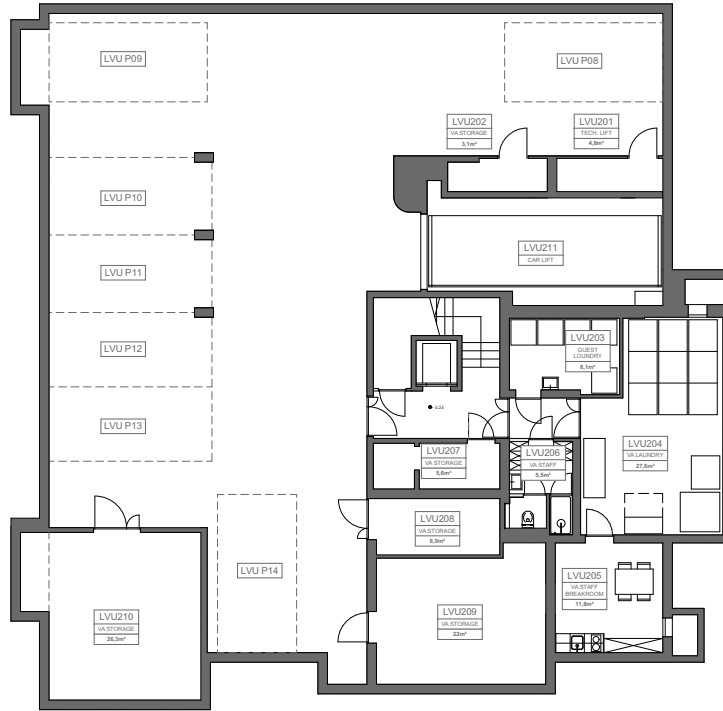 LVU P09
LVU P08
LVU202
VA STORAGE
3,1m²
LVU201
TECH. LIFT
4,8m²
LVU P10
LVU211
CAR LIFT
LVU P11
LVU P12
LVU203
GUEST
LOUNDRY
8,1m²
- 5.25
LVU P13
LVU204
VA LAUNDRY
27,6m²
LVU207
VA STORAGE
5,6m²
LVU206
VA STAFF
5,5m²
LVU208
VA STORAGE
6,9m²
LVU P14
LVU205
VA STAFF
BREAKROOM
11,8m²
LVU210
VA STORAGE
26,3m²
LVU209
VA STORAGE
22m²